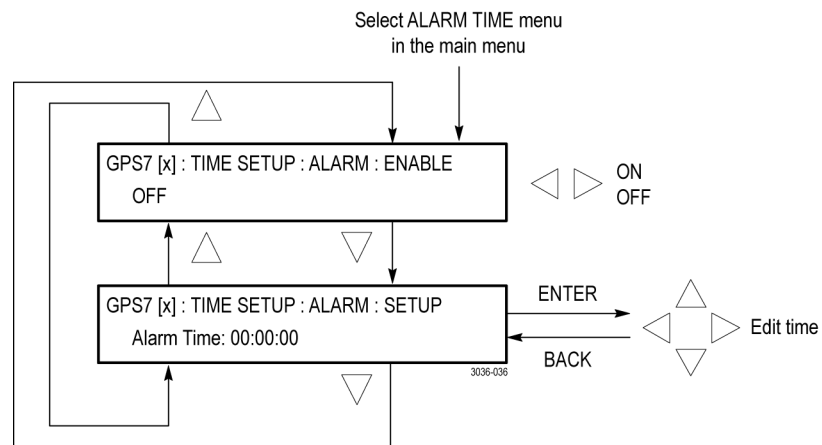 Select ALARM TIME menu
in the main menu
GPS7 [x] : TIME SETUP : ALARM : ENABLE
OFF
ON
OFF
GPS7 [x] : TIME SETUP : ALARM : SETUP
Alarm Time: 00:00:00
ENTER
BACK
Edit time
3036-036